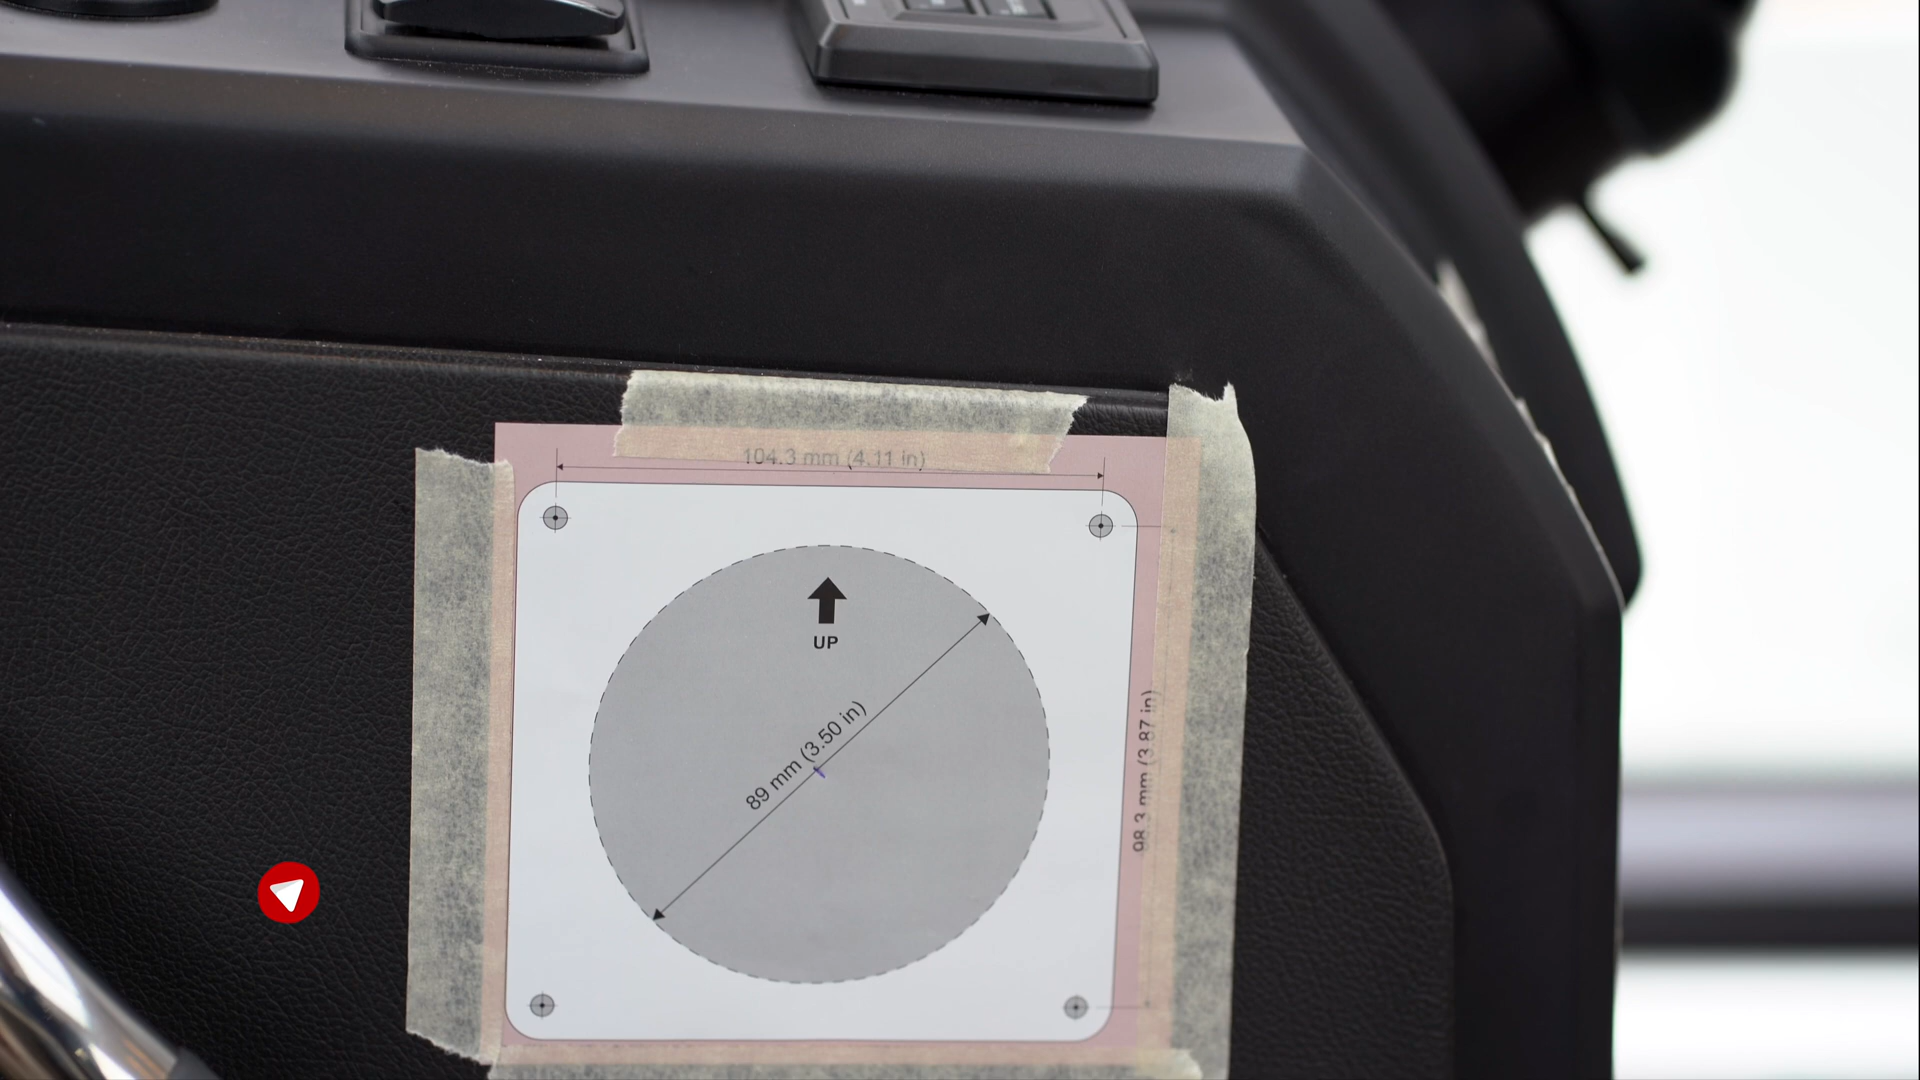 104.3 mm (4.11 in)
UP
89 mm (3.50 in)
98.3 mm (3.87 in)